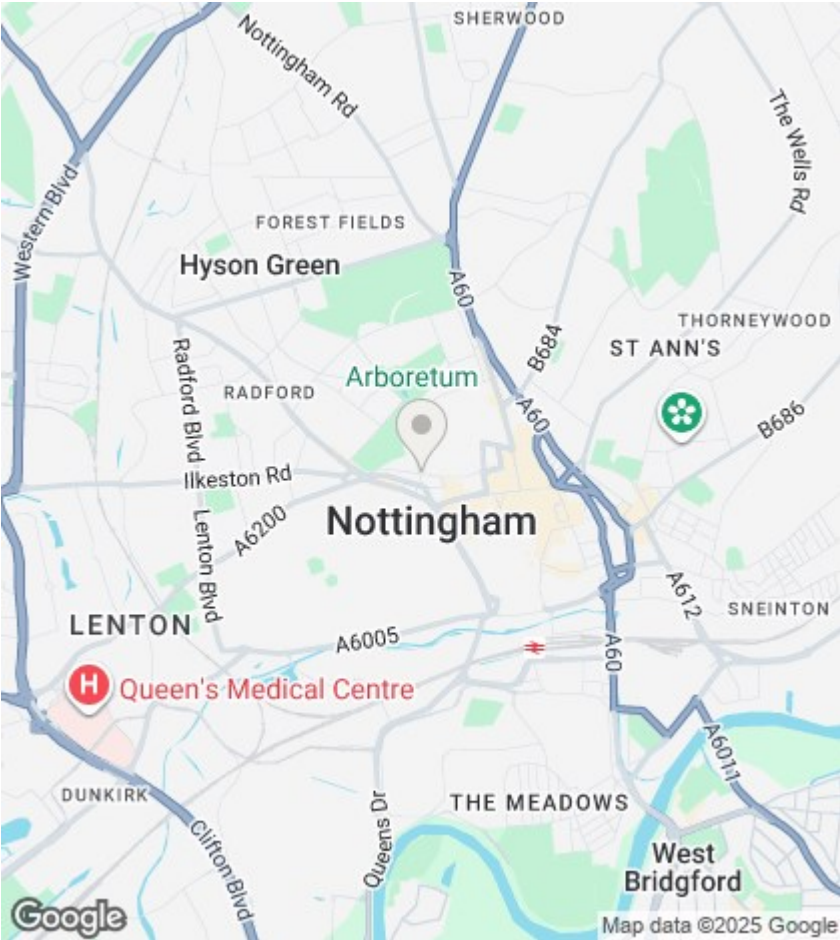 SHERWOOD
Nottingham Rd
The Wells Rd
Western Blvd
FOREST FIELDS
Hyson Green
A60
THORNEYWOOD
ST ANN'S
B684
Radford Blvd
Arboretum
RADFORD
A60
B686
Ilkeston Rd
Nottingham
A6200
Lenton Blvd
A612
SNEINTON
LENTON
A6005
A60
H
Queen's Medical Centre
A6011
DUNKIRK
THE MEADOWS
Queens Dr
Clifton Blvd
West
Bridgford
Google
Map data ©2025 Google